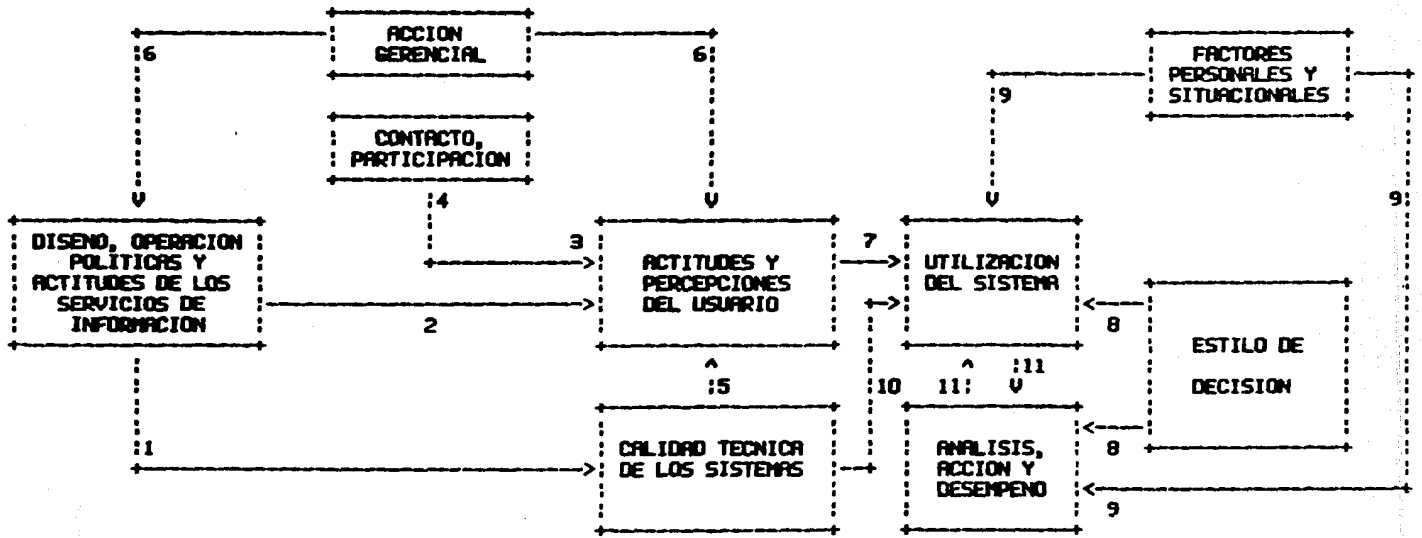 ACCION
GERENCIAL
6
6
FACTORES
PERSONALES Y
SITUACIONALES
9
CONTACTO,
PARTICIPACION
4
9
DISENO, OPERACION
POLITICAS Y
ACTITUDES DE LOS
SERVICIOS DE
INFORMACION
3
ACTITUDES Y
PERCEPCIONES
DEL USUARIO
7
UTILIZACION
DEL SISTEMA
2
8
ESTILO DE
DECISION
5
10
11
11
1
CALIDAD TECNICA
DE LOS SISTEMAS
ANALISIS,
ACCION Y
DESEMPENO
8
9